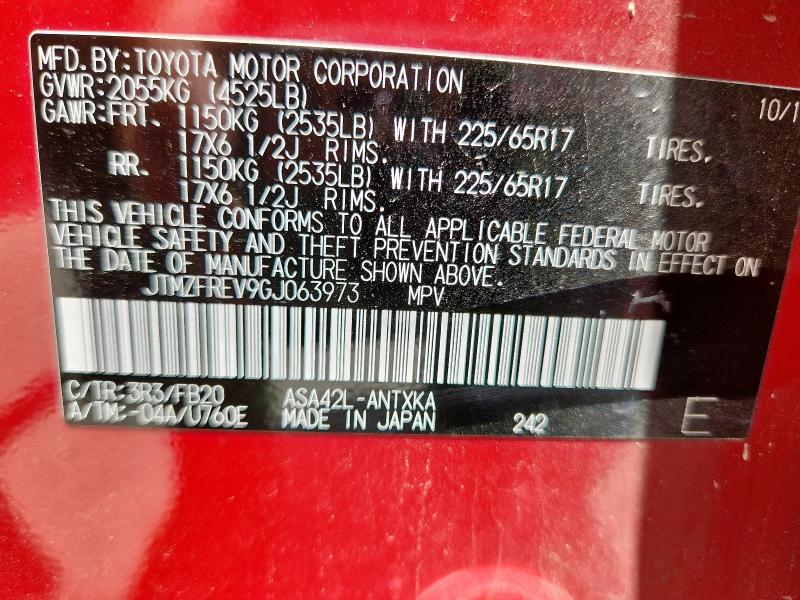 MFD.BY:TOYOTA MOTOR CORPORATION 10/1
GVWR:2055KG (4525LB)
GAWR:FRT. 1150KG (2535LB) WITH 225/65R17 TIRES.
17X6 1/2J RIMS.
RR. 1150KG (2535LB) WITH 225/65R17 TIRES.
17X6 1/2J RIMS.
THIS VEHICLE CONFORMS TO ALL APPLICABLE FEDERAL MOTOR
VEHICLE SAFETY AND THEFT PREVENTION STANDARDS IN EFFECT ON
THE DATE OF MANUFACTURE SHOWN ABOVE.
JTMZFREV9GJ063973 MPV
C/TR:3R3/FB20 ASA42L-ANTXKA
A/TM:-04A/U760E MADE IN JAPAN 242 E